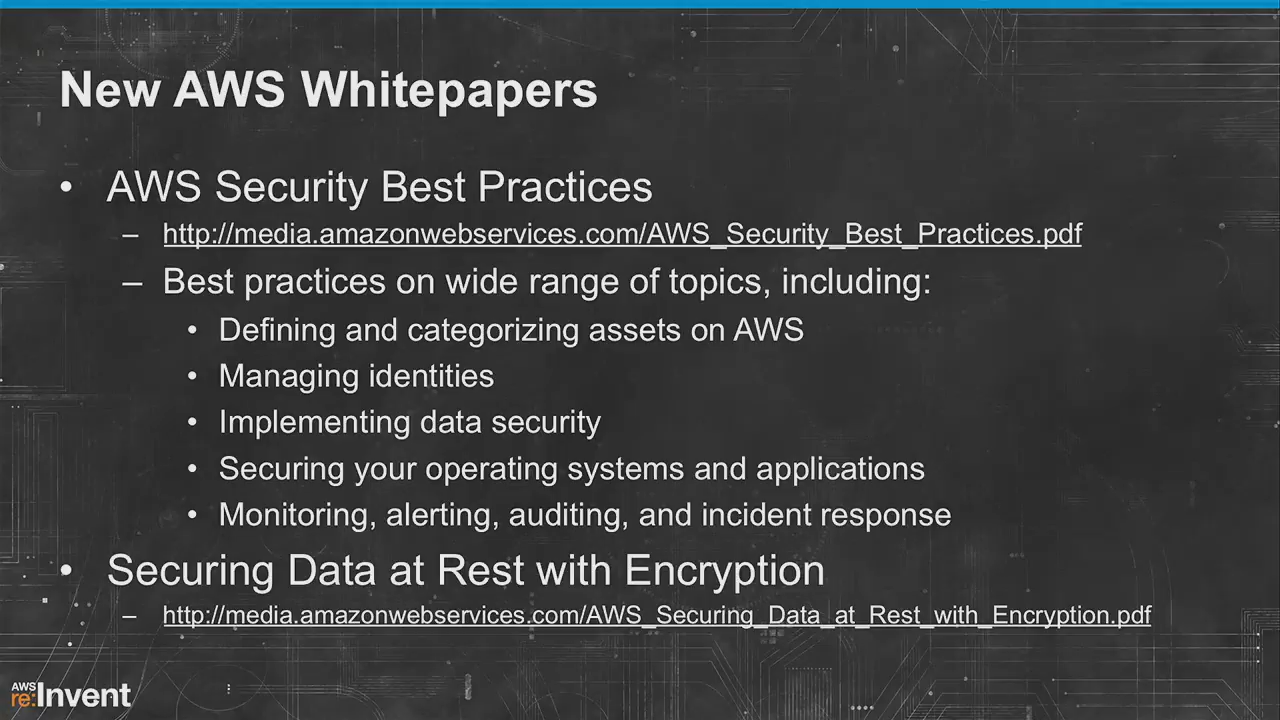 New AWS Whitepapers
• AWS Security Best Practices
– http://media.amazonwebservices.com/AWS_Security_Best_Practices.pdf
– Best practices on wide range of topics, including:
• Defining and categorizing assets on AWS
• Managing identities
• Implementing data security
• Securing your operating systems and applications
• Monitoring, alerting, auditing, and incident response
• Securing Data at Rest with Encryption
– http://media.amazonwebservices.com/AWS_Securing_Data_at_Rest_with_Encryption.pdf
AWS
re:Invent